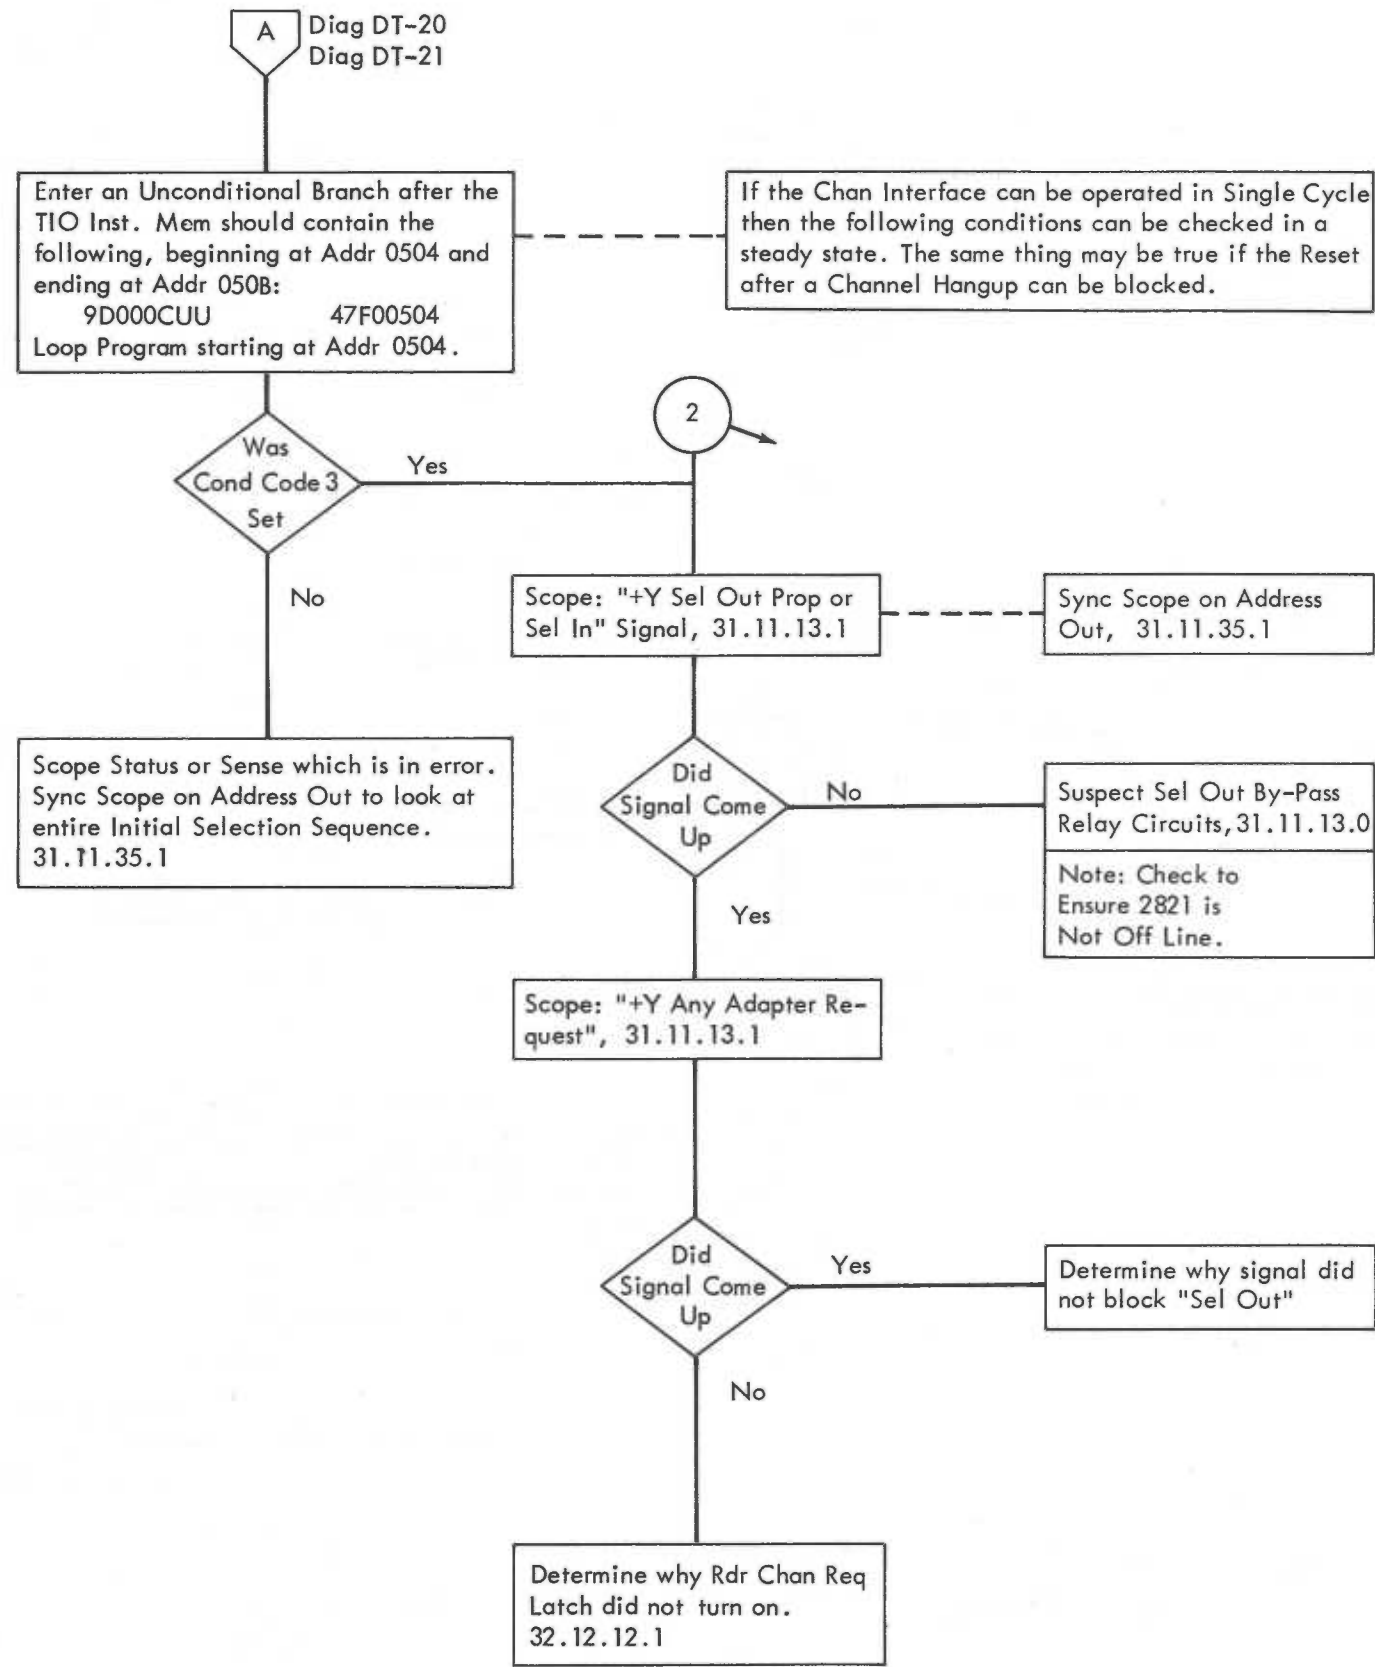 A
Diag DT-20
Diag DT-21
Enter an Unconditional Branch after the
TIO Inst. Mem should contain the
following, beginning at Addr 0504 and
ending at Addr 050B:
9D000CUU 47F00504
Loop Program starting at Addr 0504.
If the Chan Interface can be operated in Single Cycle
then the following conditions can be checked in a
steady state. The same thing may be true if the Reset
after a Channel Hangup can be blocked.
Was
Cond Code 3
Set
Yes
No
2
Scope: "+Y Sel Out Prop or
Sel In" Signal, 31.11.13.1
Sync Scope on Address
Out, 31.11.35.1
Scope Status or Sense which is in error.
Sync Scope on Address Out to look at
entire Initial Selection Sequence.
31.11.35.1
Did
Signal Come
Up
No
Yes
Suspect Sel Out By-Pass
Relay Circuits, 31.11.13.0
Note: Check to
Ensure 2821 is
Not Off Line.
Scope: "+Y Any Adapter Re-
quest", 31.11.13.1
Did
Signal Come
Up
Yes
No
Determine why signal did
not block "Sel Out"
Determine why Rdr Chan Req
Latch did not turn on.
32.12.12.1